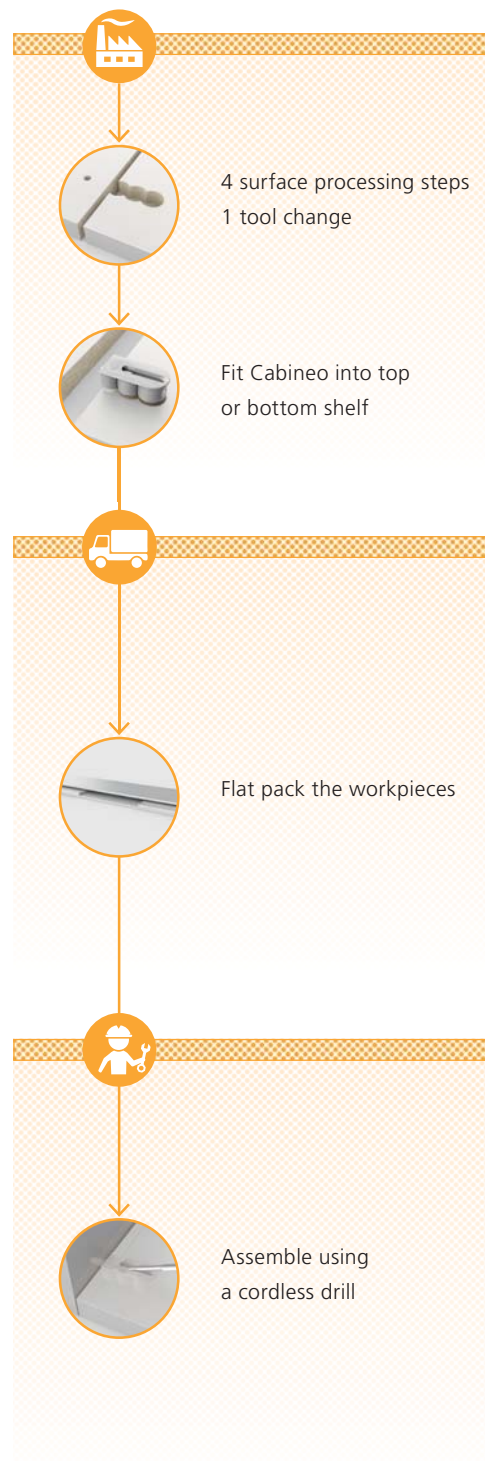 4 surface processing steps
1 tool change
Fit Cabineo into top
or bottom shelf
Flat pack the workpieces
Assemble using
a cordless drill